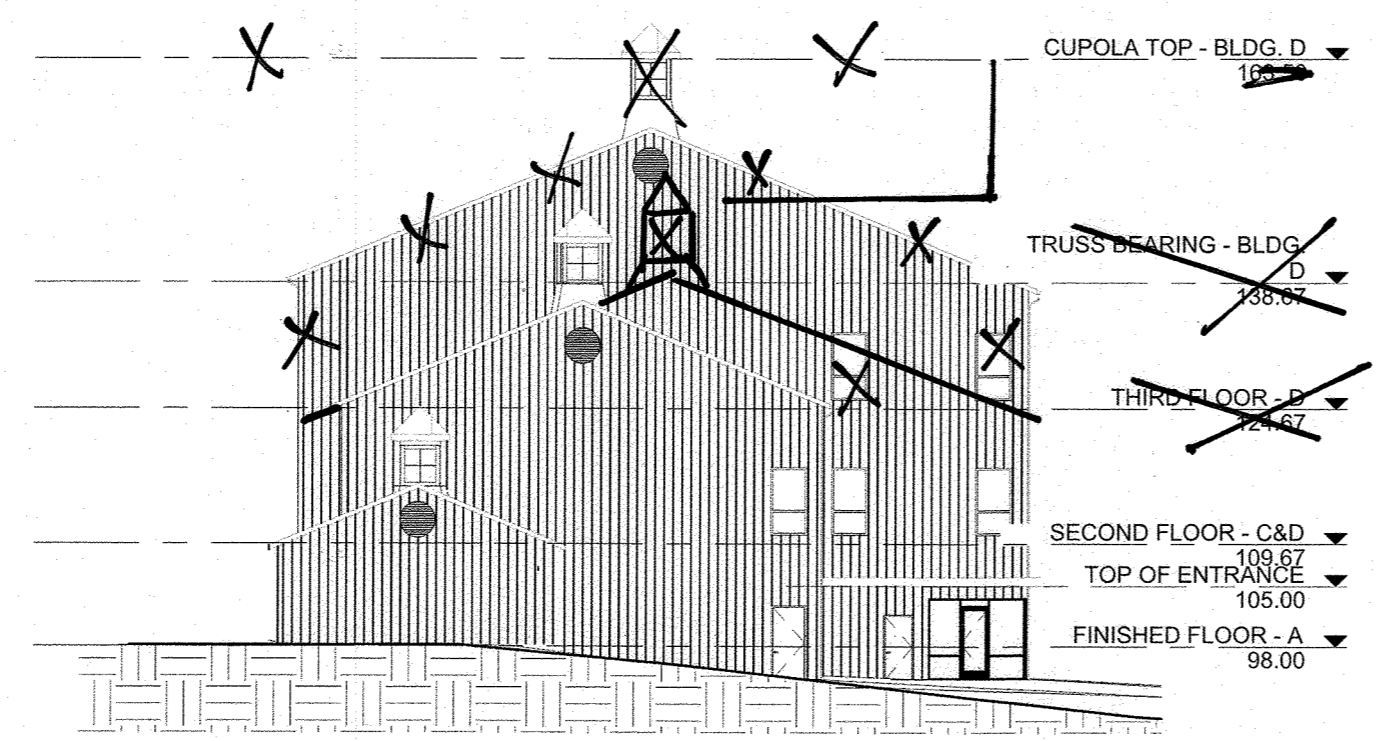 CUPOLA TOP - BLDG. D
TRUSS BEARING - BLDG.
D
138.67
THIRD FLOOR - D
124.67
SECOND FLOOR - C&D
109.67
TOP OF ENTRANCE
105.00
FINISHED FLOOR - A
98.00